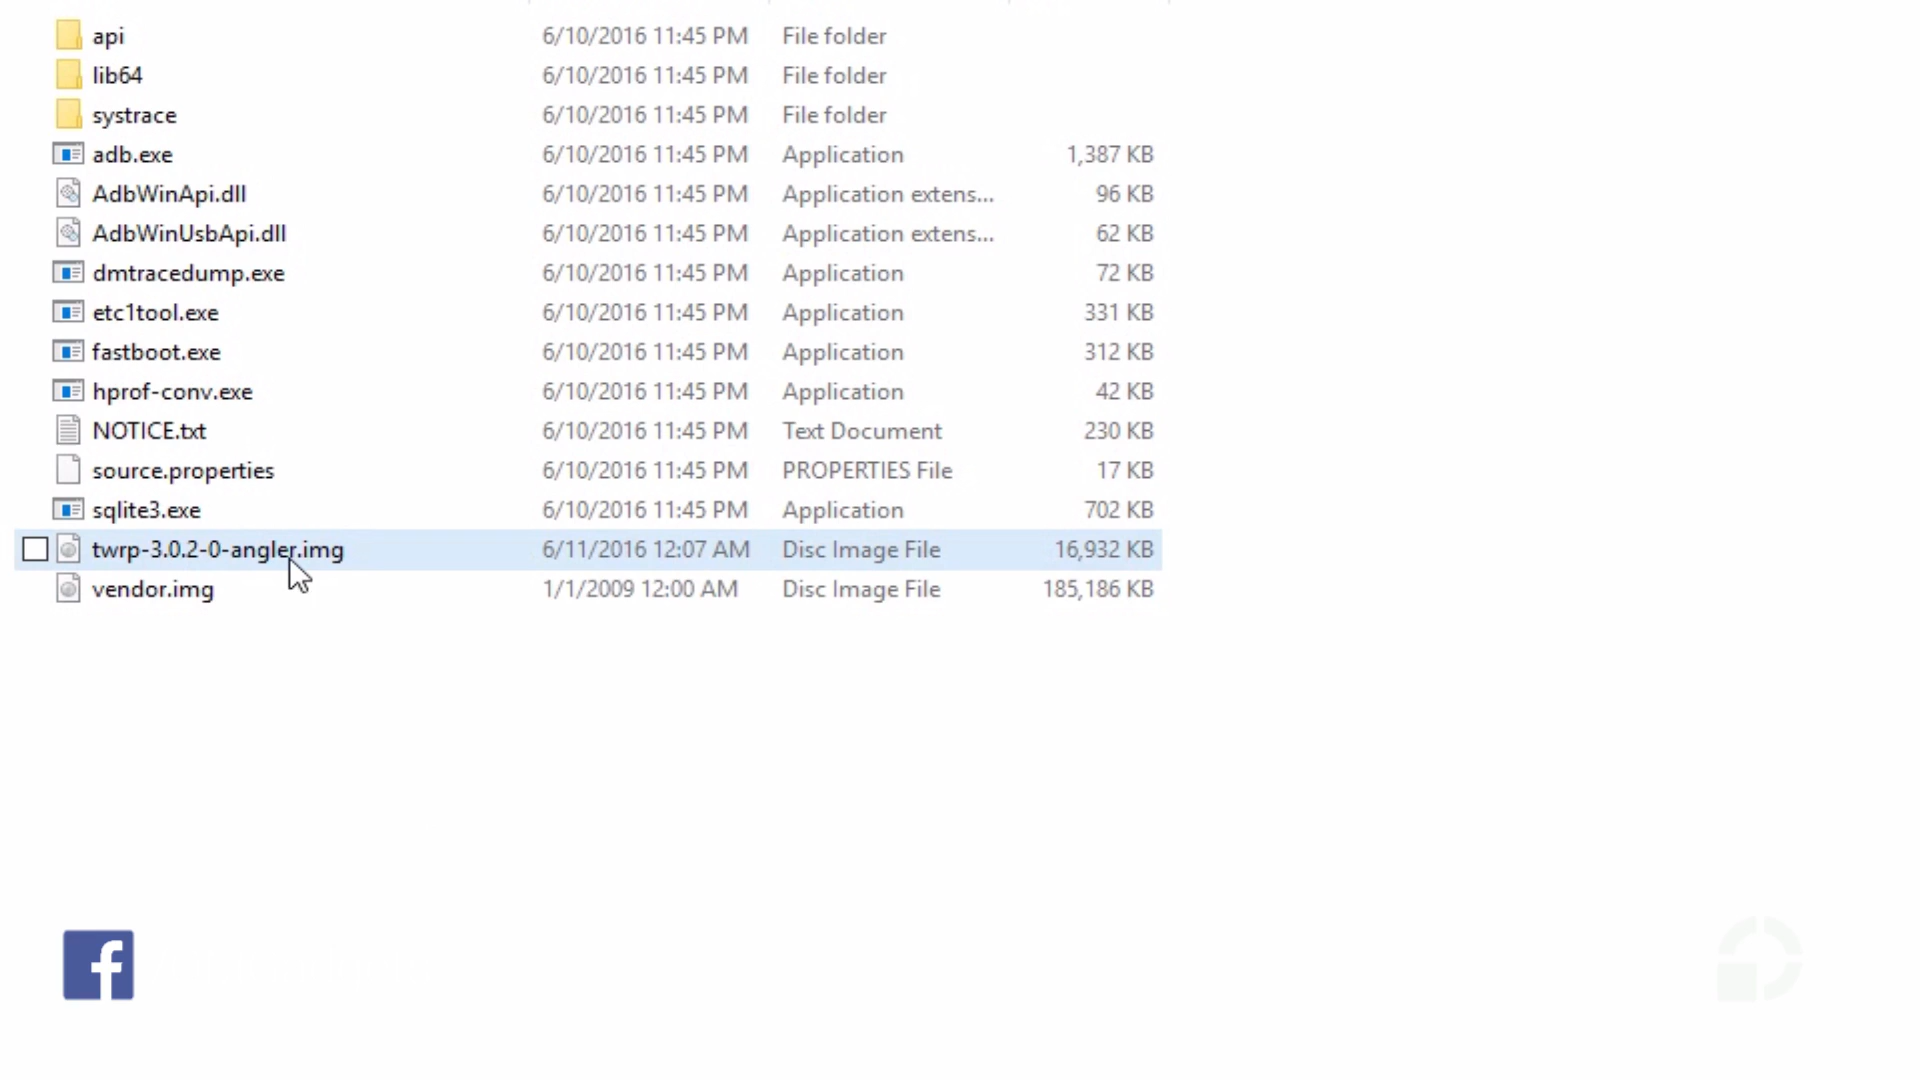 api 6/10/2016 11:45 PM File folder
lib64 6/10/2016 11:45 PM File folder
systrace 6/10/2016 11:45 PM File folder
adb.exe 6/10/2016 11:45 PM Application 1,387 KB
AdbWinApi.dll 6/10/2016 11:45 PM Application extens... 96 KB
AdbWinUsbApi.dll 6/10/2016 11:45 PM Application extens... 62 KB
dmtracedump.exe 6/10/2016 11:45 PM Application 72 KB
etc1tool.exe 6/10/2016 11:45 PM Application 331 KB
fastboot.exe 6/10/2016 11:45 PM Application 312 KB
hprof-conv.exe 6/10/2016 11:45 PM Application 42 KB
NOTICE.txt 6/10/2016 11:45 PM Text Document 230 KB
source.properties 6/10/2016 11:45 PM PROPERTIES File 17 KB
sqlite3.exe 6/10/2016 11:45 PM Application 702 KB
twrp-3.0.2-0-angler.img 6/11/2016 12:07 AM Disc Image File 16,932 KB
vendor.img 1/1/2009 12:00 AM Disc Image File 185,186 KB
f